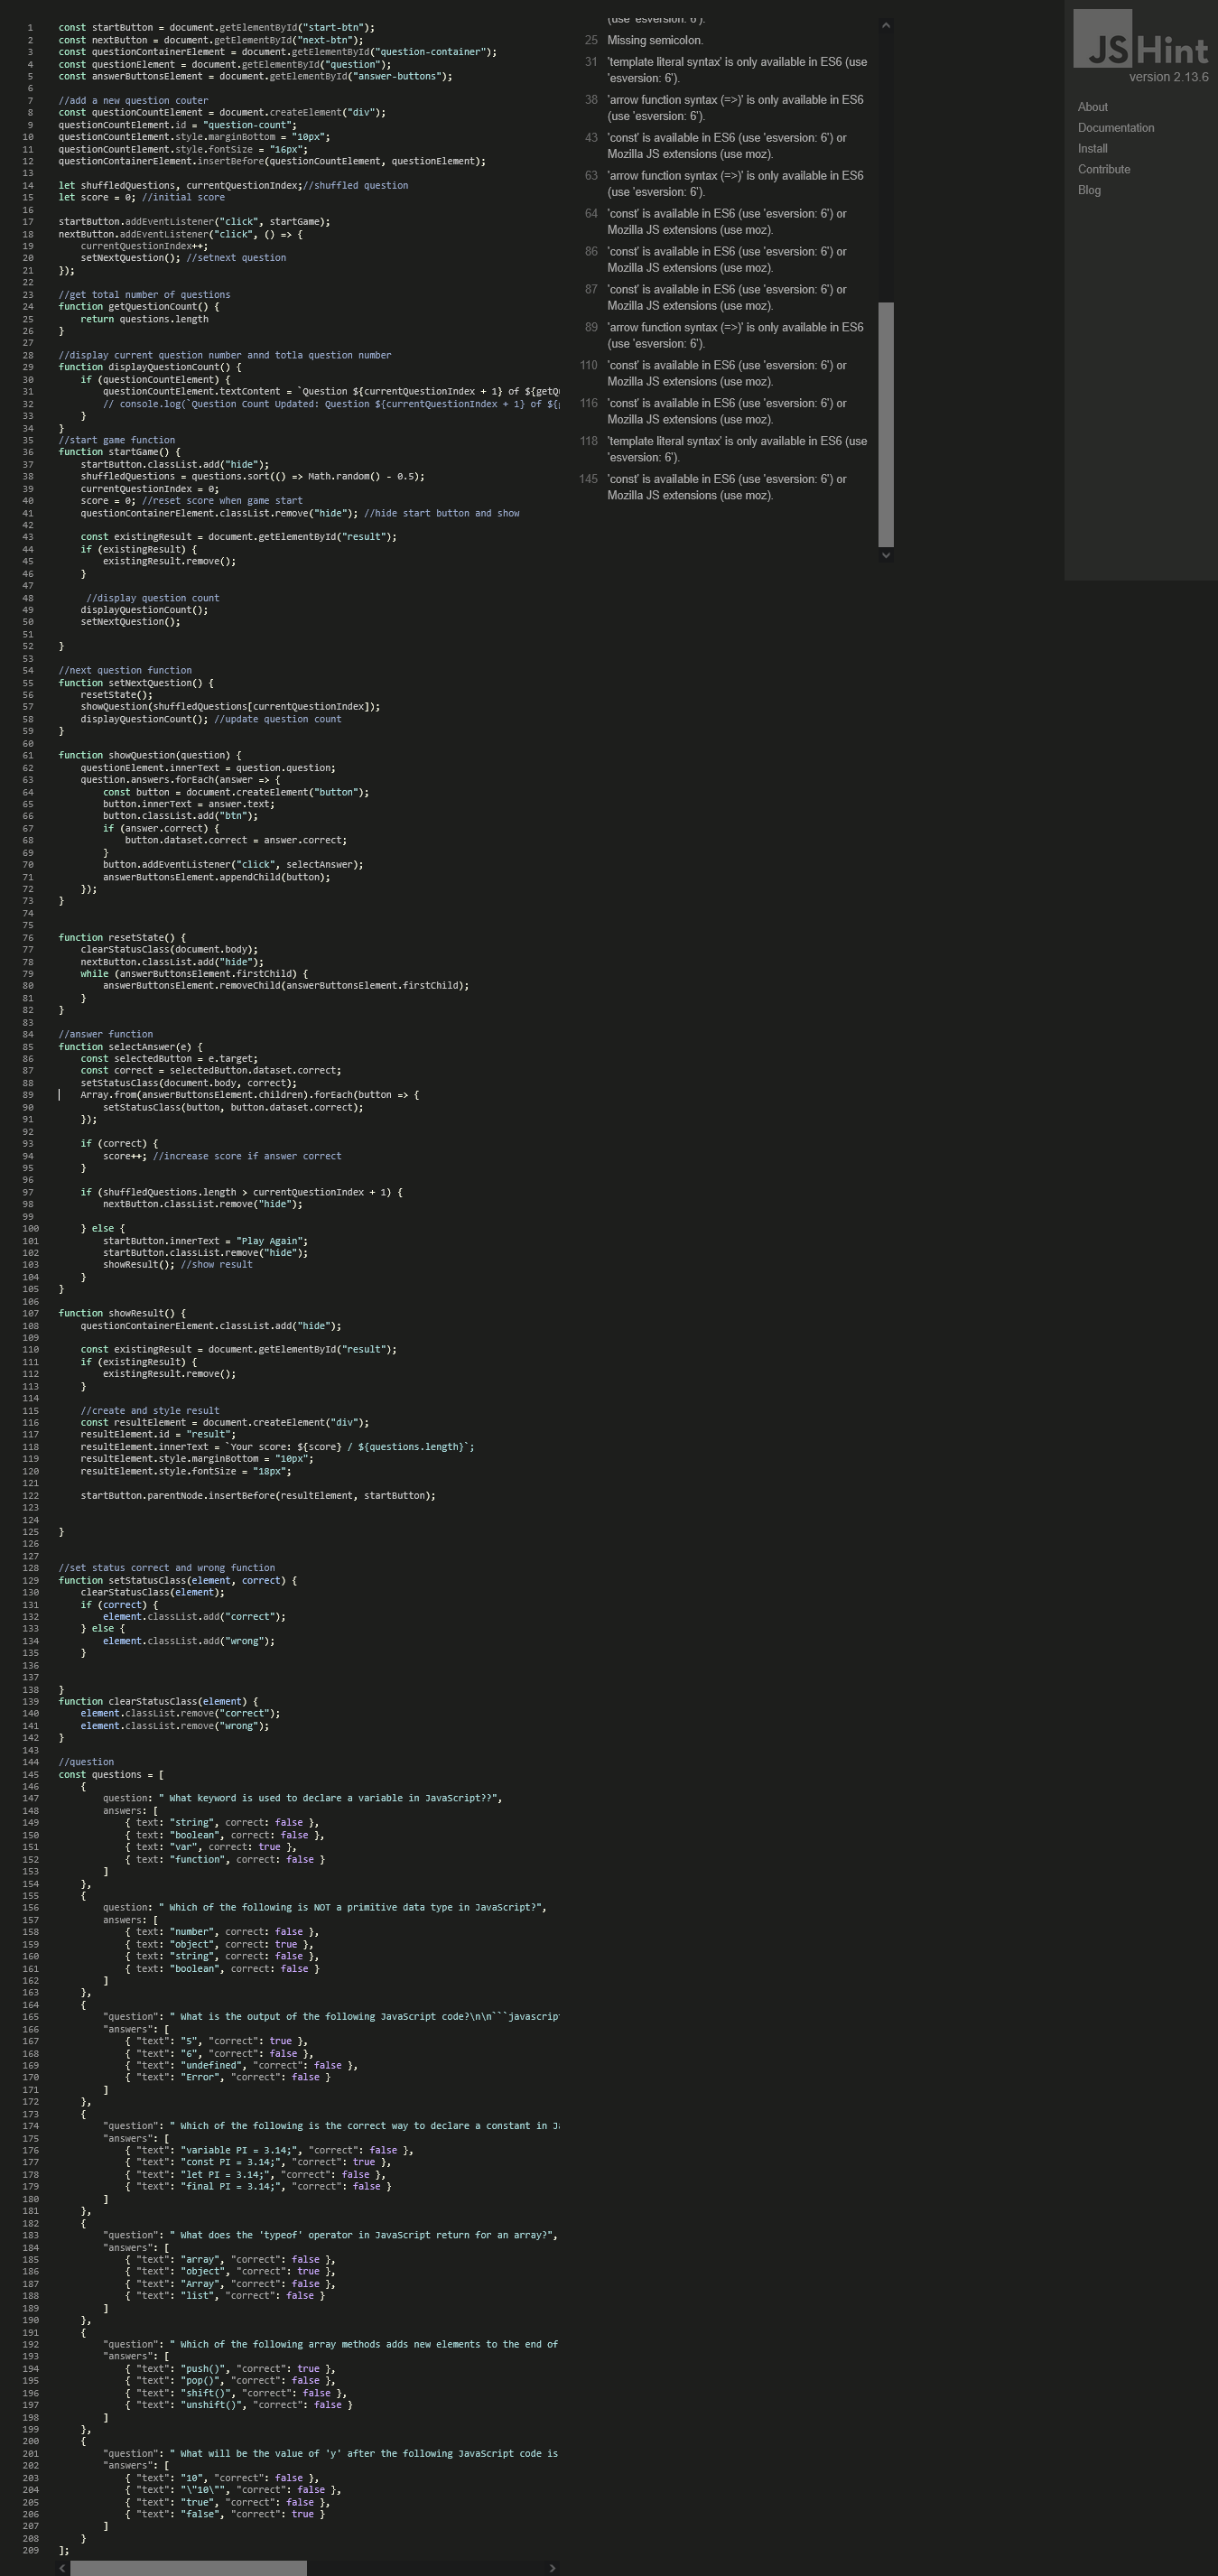 1 const startButton = document.getElementById("start-btn");
2 const nextButton = document.getElementById("next-btn");
3 const questionContainerElement = document.getElementById("question-container");
4 const questionElement = document.getElementById("question");
5 const answerButtonsElement = document.getElementById("answer-buttons");
6
7 //add a new question couter
8 const questionCountElement = document.createElement("div");
9 questionCountElement.id = "question-count";
10 questionCountElement.style.marginBottom = "10px";
11 questionCountElement.style.fontSize = "16px";
12 questionContainerElement.insertBefore(questionCountElement, questionElement);
13
14 let shuffledQuestions, currentQuestionIndex;//shuffled question
15 let score = 0; //initial score
16
17 startButton.addEventListener("click", startGame);
18 nextButton.addEventListener("click", () => {
19 currentQuestionIndex++;
20 setNextQuestion(); //setnext question
21 });
22
23 //get total number of questions
24 function getQuestionCount() {
25 return questions.length
26 }
27
28 //display current question number annd totla question number
29 function displayQuestionCount() {
30 if (questionCountElement) {
31 questionCountElement.textContent = `Question ${currentQuestionIndex + 1} of ${getQu
32 // console.log(`Question Count Updated: Question ${currentQuestionIndex + 1} of ${
33 }
34 }
35 //start game function
36 function startGame() {
37 startButton.classList.add("hide");
38 shuffledQuestions = questions.sort(() => Math.random() - 0.5);
39 currentQuestionIndex = 0;
40 score = 0; //reset score when game start
41 questionContainerElement.classList.remove("hide"); //hide start button and show
42
43 const existingResult = document.getElementById("result");
44 if (existingResult) {
45 existingResult.remove();
46 }
47
48 //display question count
49 displayQuestionCount();
50 setNextQuestion();
51
52 }
53
54 //next question function
55 function setNextQuestion() {
56 resetState();
57 showQuestion(shuffledQuestions[currentQuestionIndex]);
58 displayQuestionCount(); //update question count
59 }
60
61 function showQuestion(question) {
62 questionElement.innerText = question.question;
63 question.answers.forEach(answer => {
64 const button = document.createElement("button");
65 button.innerText = answer.text;
66 button.classList.add("btn");
67 if (answer.correct) {
68 button.dataset.correct = answer.correct;
69 }
70 button.addEventListener("click", selectAnswer);
71 answerButtonsElement.appendChild(button);
72 });
73 }
74
75
76 function resetState() {
77 clearStatusClass(document.body);
78 nextButton.classList.add("hide");
79 while (answerButtonsElement.firstChild) {
80 answerButtonsElement.removeChild(answerButtonsElement.firstChild);
81 }
82 }
83
84 //answer function
85 function selectAnswer(e) {
86 const selectedButton = e.target;
87 const correct = selectedButton.dataset.correct;
88 setStatusClass(document.body, correct);
89 Array.from(answerButtonsElement.children).forEach(button => {
90 setStatusClass(button, button.dataset.correct);
91 });
92
93 if (correct) {
94 score++; //increase score if answer correct
95 }
96
97 if (shuffledQuestions.length > currentQuestionIndex + 1) {
98 nextButton.classList.remove("hide");
99
100 } else {
101 startButton.innerText = "Play Again";
102 startButton.classList.remove("hide");
103 showResult(); //show result
104 }
105 }
106
107 function showResult() {
108 questionContainerElement.classList.add("hide");
109
110 const existingResult = document.getElementById("result");
111 if (existingResult) {
112 existingResult.remove();
113 }
114
115 //create and style result
116 const resultElement = document.createElement("div");
117 resultElement.id = "result";
118 resultElement.innerText = `Your score: ${score} / ${questions.length}`;
119 resultElement.style.marginBottom = "10px";
120 resultElement.style.fontSize = "18px";
121
122 startButton.parentNode.insertBefore(resultElement, startButton);
123
124
125 }
126
127
128 //set status correct and wrong function
129 function setStatusClass(element, correct) {
130 clearStatusClass(element);
131 if (correct) {
132 element.classList.add("correct");
133 } else {
134 element.classList.add("wrong");
135 }
136
137
138 }
139 function clearStatusClass(element) {
140 element.classList.remove("correct");
141 element.classList.remove("wrong");
142 }
143
144 //question
145 const questions = [
146 {
147 question: " What keyword is used to declare a variable in JavaScript??",
148 answers: [
149 { text: "string", correct: false },
150 { text: "boolean", correct: false },
151 { text: "var", correct: true },
152 { text: "function", correct: false }
153 ]
154 },
155 {
156 question: " Which of the following is NOT a primitive data type in JavaScript?",
157 answers: [
158 { text: "number", correct: false },
159 { text: "object", correct: true },
160 { text: "string", correct: false },
161 { text: "boolean", correct: false }
162 ]
163 },
164 {
165 "question": " What is the output of the following JavaScript code?\n\n```javascrip
166 "answers": [
167 { "text": "5", "correct": true },
168 { "text": "6", "correct": false },
169 { "text": "undefined", "correct": false },
170 { "text": "Error", "correct": false }
171 ]
172 },
173 {
174 "question": " Which of the following is the correct way to declare a constant in J
175 "answers": [
176 { "text": "variable PI = 3.14;", "correct": false },
177 { "text": "const PI = 3.14;", "correct": true },
178 { "text": "let PI = 3.14;", "correct": false },
179 { "text": "final PI = 3.14;", "correct": false }
180 ]
181 },
182 {
183 "question": " What does the 'typeof' operator in JavaScript return for an array?",
184 "answers": [
185 { "text": "array", "correct": false },
186 { "text": "object", "correct": true },
187 { "text": "Array", "correct": false },
188 { "text": "list", "correct": false }
189 ]
190 },
191 {
192 "question": " Which of the following array methods adds new elements to the end of
193 "answers": [
194 { "text": "push()", "correct": true },
195 { "text": "pop()", "correct": false },
196 { "text": "shift()", "correct": false },
197 { "text": "unshift()", "correct": false }
198 ]
199 },
200 {
201 "question": " What will be the value of 'y' after the following JavaScript code is
202 "answers": [
203 { "text": "10", "correct": false },
204 { "text": "\"10\"", "correct": false },
205 { "text": "true", "correct": false },
206 { "text": "false", "correct": true }
207 ]
208 }
209 ];
(use 'esversion: 6').
25 Missing semicolon.
31 'template literal syntax' is only available in ES6 (use
'esversion: 6').
38 'arrow function syntax (=>)' is only available in ES6
(use 'esversion: 6').
43 'const' is available in ES6 (use 'esversion: 6') or
Mozilla JS extensions (use moz).
63 'arrow function syntax (=>)' is only available in ES6
(use 'esversion: 6').
64 'const' is available in ES6 (use 'esversion: 6') or
Mozilla JS extensions (use moz).
86 'const' is available in ES6 (use 'esversion: 6') or
Mozilla JS extensions (use moz).
87 'const' is available in ES6 (use 'esversion: 6') or
Mozilla JS extensions (use moz).
89 'arrow function syntax (=>)' is only available in ES6
(use 'esversion: 6').
110 'const' is available in ES6 (use 'esversion: 6') or
Mozilla JS extensions (use moz).
116 'const' is available in ES6 (use 'esversion: 6') or
Mozilla JS extensions (use moz).
118 'template literal syntax' is only available in ES6 (use
'esversion: 6').
145 'const' is available in ES6 (use 'esversion: 6') or
Mozilla JS extensions (use moz).
JSHint
version 2.13.6
About
Documentation
Install
Contribute
Blog